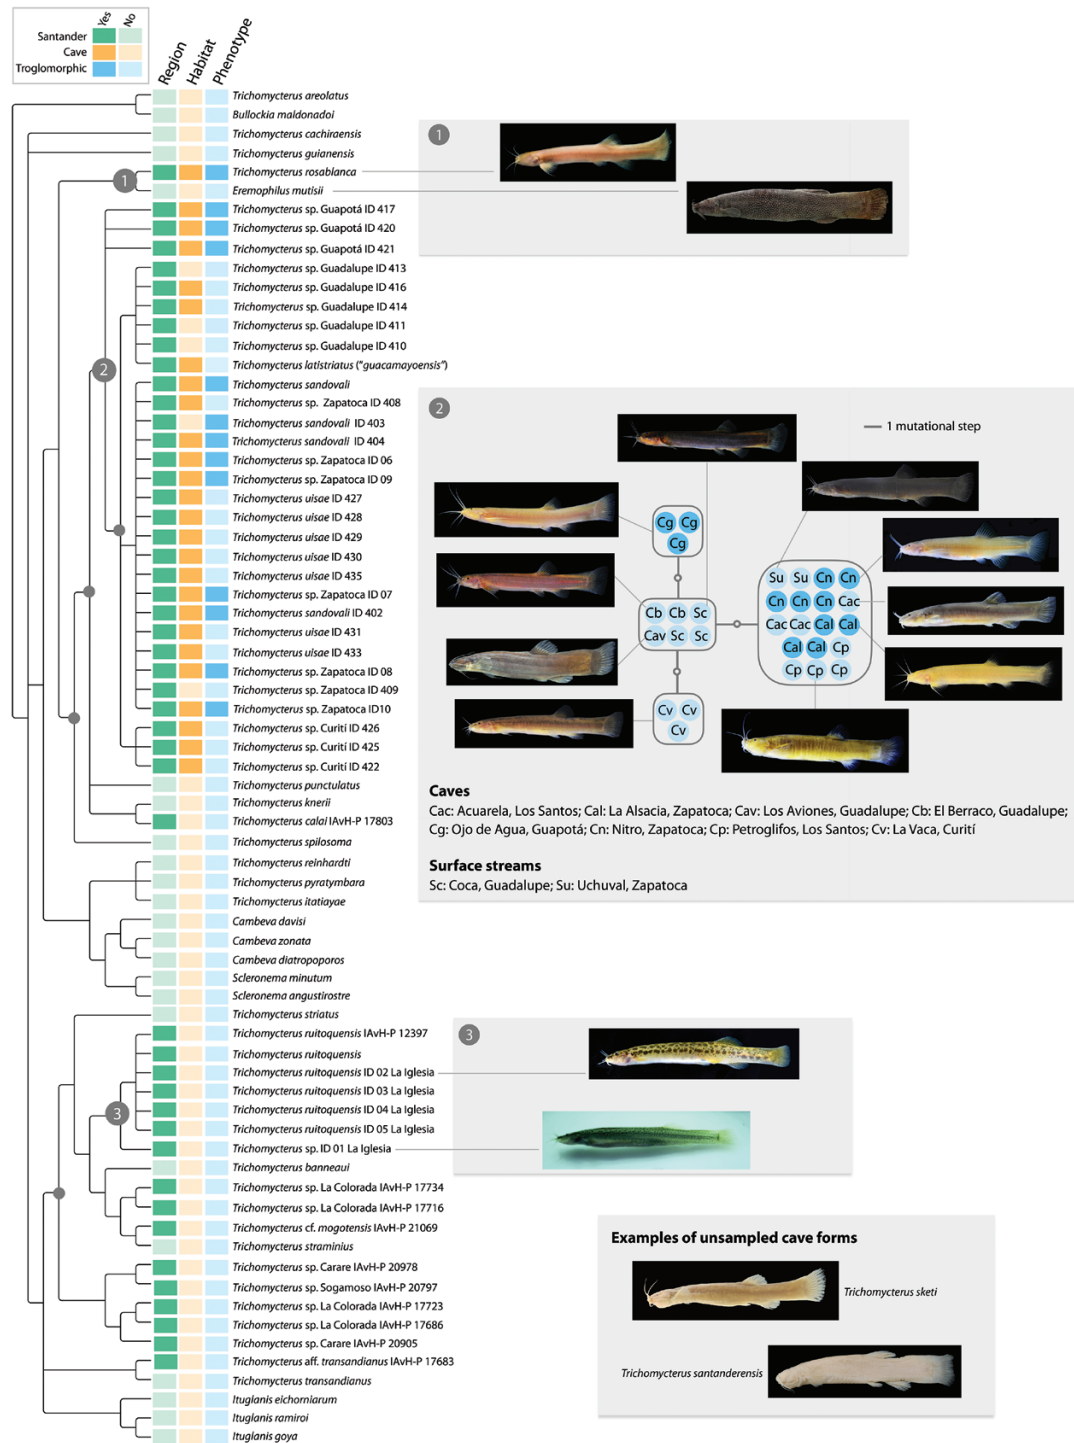 Yes No
Santander
Cave
Troglomorphic
Region Habitat Phenotype
Trichomycterus areolatus
Bullockia maldonadoi
Trichomycterus cachiraensis
Trichomycterus guianensis
Trichomycterus rosablanca
Eremophilus mutisii
Trichomycterus sp. Guapotá ID 417
Trichomycterus sp. Guapotá ID 420
Trichomycterus sp. Guapotá ID 421
Trichomycterus sp. Guadalupe ID 413
Trichomycterus sp. Guadalupe ID 416
Trichomycterus sp. Guadalupe ID 414
Trichomycterus sp. Guadalupe ID 411
Trichomycterus sp. Guadalupe ID 410
Trichomycterus latistriatus ("guacamayoensis")
Trichomycterus sandovali
Trichomycterus sp. Zapatoca ID 408
Trichomycterus sandovali ID 403
Trichomycterus sandovali ID 404
Trichomycterus sp. Zapatoca ID 06
Trichomycterus sp. Zapatoca ID 09
Trichomycterus uisae ID 427
Trichomycterus uisae ID 428
Trichomycterus uisae ID 429
Trichomycterus uisae ID 430
Trichomycterus uisae ID 435
Trichomycterus sp. Zapatoca ID 07
Trichomycterus sandovali ID 402
Trichomycterus uisae ID 431
Trichomycterus uisae ID 433
Trichomycterus sp. Zapatoca ID 08
Trichomycterus sp. Zapatoca ID 409
Trichomycterus sp. Zapatoca ID10
Trichomycterus sp. Curití ID 426
Trichomycterus sp. Curití ID 425
Trichomycterus sp. Curití ID 422
Trichomycterus punctulatus
Trichomycterus knerii
Trichomycterus calai IAvH-P 17803
Trichomycterus spilosoma
Trichomycterus reinhardti
Trichomycterus pyratymbara
Trichomycterus itatiayae
Cambeva davisi
Cambeva zonata
Cambeva diatropoporos
Scleronema minutum
Scleronema angustirostre
Trichomycterus striatus
Trichomycterus ruitoquensis IAvH-P 12397
Trichomycterus ruitoquensis
Trichomycterus ruitoquensis ID 02 La Iglesia
Trichomycterus ruitoquensis ID 03 La Iglesia
Trichomycterus ruitoquensis ID 04 La Iglesia
Trichomycterus ruitoquensis ID 05 La Iglesia
Trichomycterus sp. ID 01 La Iglesia
Trichomycterus banneaui
Trichomycterus sp. La Colorada IAvH-P 17734
Trichomycterus sp. La Colorada IAvH-P 17716
Trichomycterus cf. mogotensis IAvH-P 21069
Trichomycterus straminius
Trichomycterus sp. Carare IAvH-P 20978
Trichomycterus sp. Sogamoso IAvH-P 20797
Trichomycterus sp. La Colorada IAvH-P 17723
Trichomycterus sp. La Colorada IAvH-P 17686
Trichomycterus sp. Carare IAvH-P 20905
Trichomycterus aff. transandianus IAvH-P 17683
Trichomycterus transandianus
Ituglanis eichorniarum
Ituglanis ramiroi
Ituglanis goya
1
2
3
1
2
1 mutational step
Cg Cg
Cg
Cb Cb Sc
Cav Sc Sc
Cv Cv
Cv
Su Su Cn Cn
Cn Cn Cn Cac
Cac Cac Cal Cal
Cal Cal Cp
Cp Cp Cp
Caves
Cac: Acuarela, Los Santos; Cal: La Alsacia, Zapatoca; Cav: Los Aviones, Guadalupe; Cb: El Berraco, Guadalupe;
Cg: Ojo de Agua, Guapotá; Cn: Nitro, Zapatoca; Cp: Petroglifos, Los Santos; Cv: La Vaca, Curití
Surface streams
Sc: Coca, Guadalupe; Su: Uchuval, Zapatoca
3
Examples of unsampled cave forms
Trichomycterus sketi
Trichomycterus santanderensis